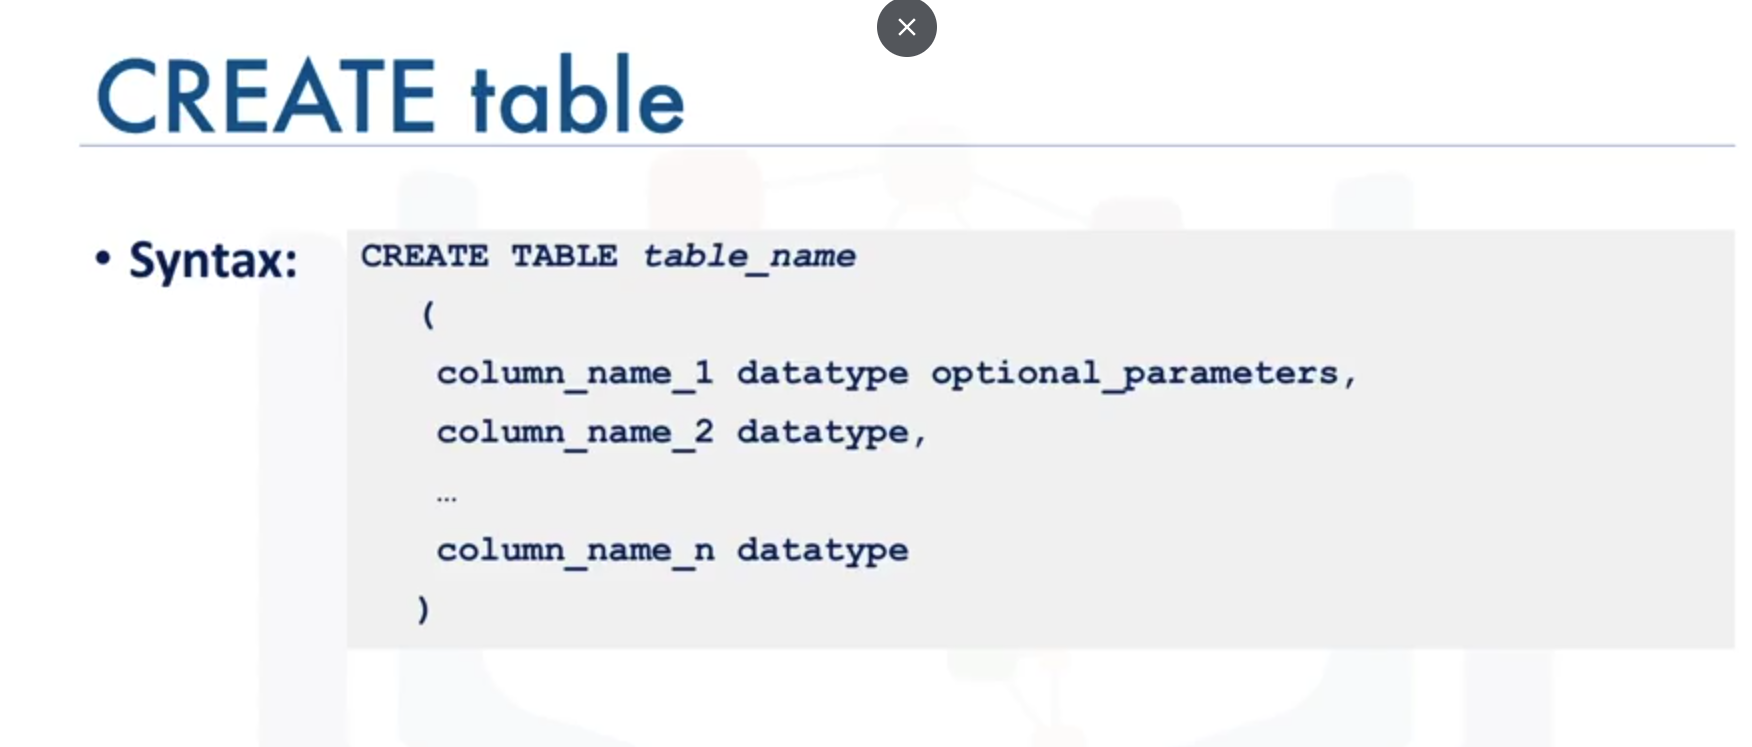 CREATE table
• Syntax:
CREATE TABLE table_name
(
column_name_1 datatype optional_parameters,
column_name_2 datatype,
…
column_name_n datatype
)